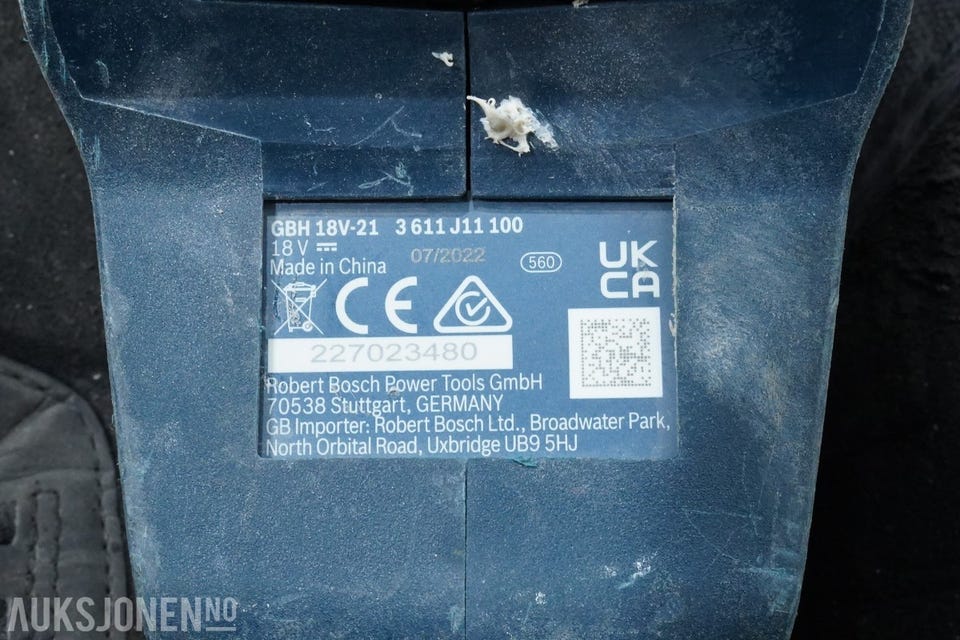 GBH 18V-21 3 611 J11 100
18 V
07/2022
560
Made in China
UK
CA
CE
227023480
Robert Bosch Power Tools GmbH
70538 Stuttgart, GERMANY
GB Importer: Robert Bosch Ltd., Broadwater Park,
North Orbital Road, Uxbridge UB9 5HJ
AUKSJONEN NO